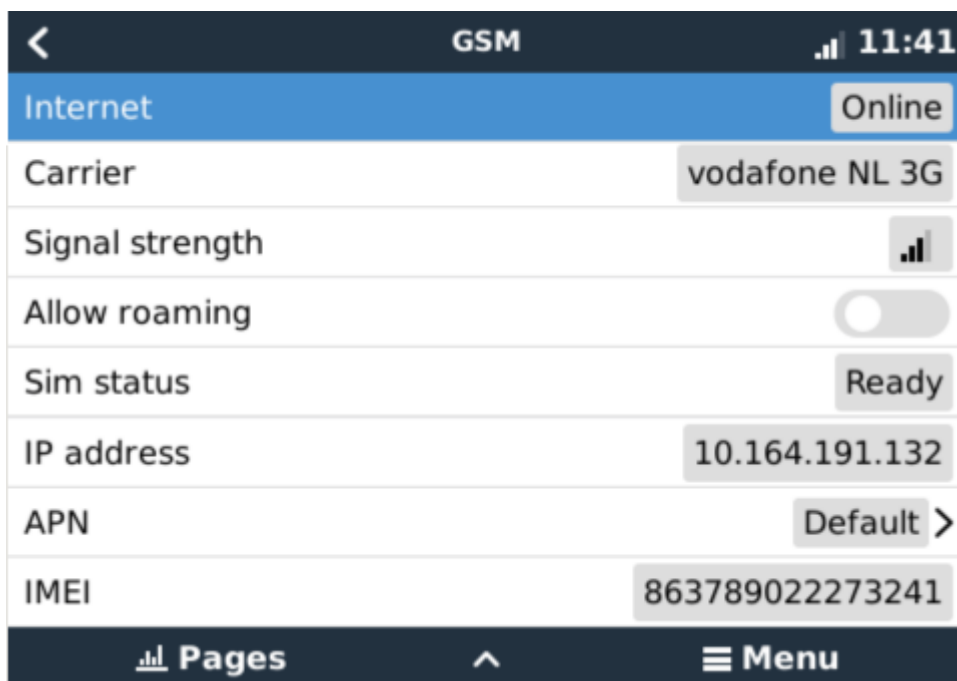 GSM 11:41
Internet Online
Carrier vodafone NL 3G
Signal strength
Allow roaming
Sim status Ready
IP address 10.164.191.132
APN Default
IMEI 863789022273241
Pages Menu